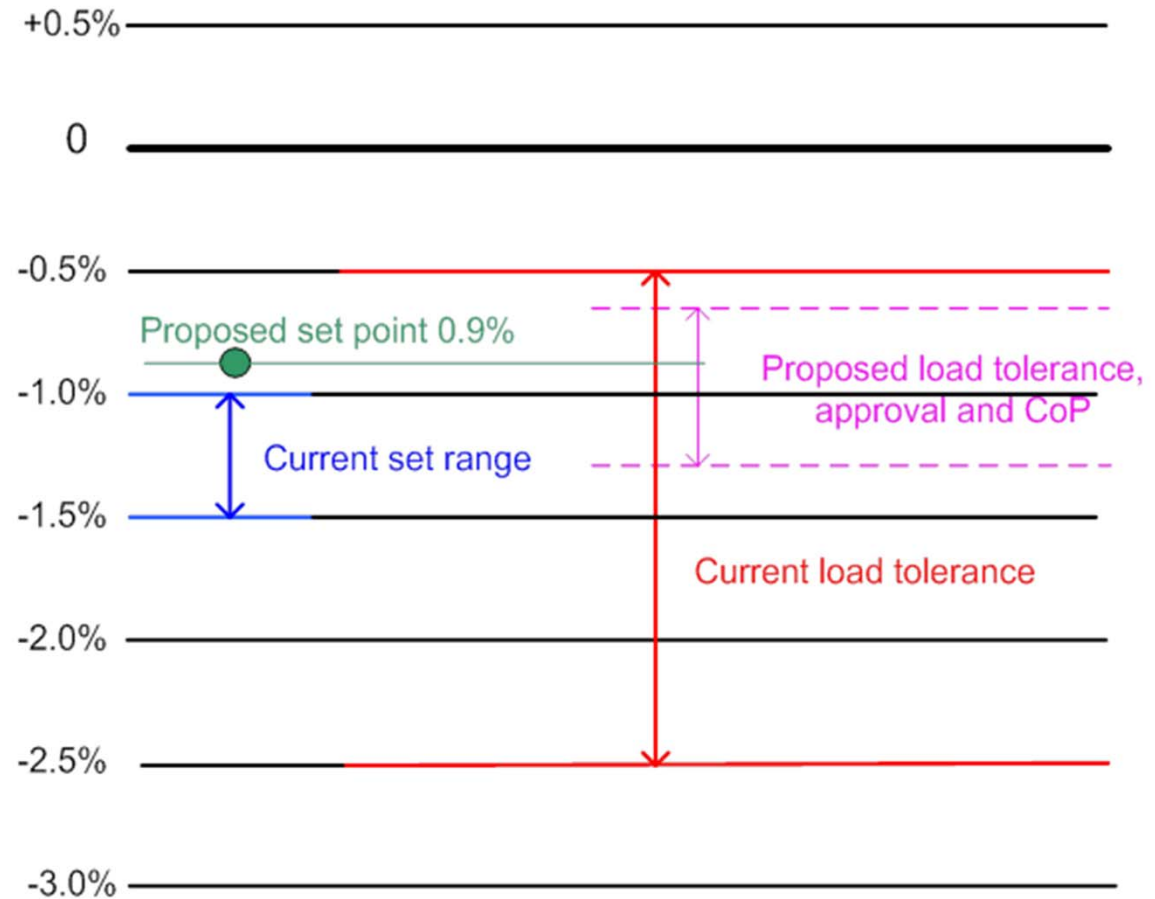 +0.5%
0
-0.5%
Proposed set point 0.9%
Proposed load tolerance,
-1.0%
approval and CoP
Current set range
-1.5%
Current load tolerance
-2.0%
-2.5%
-3.0%